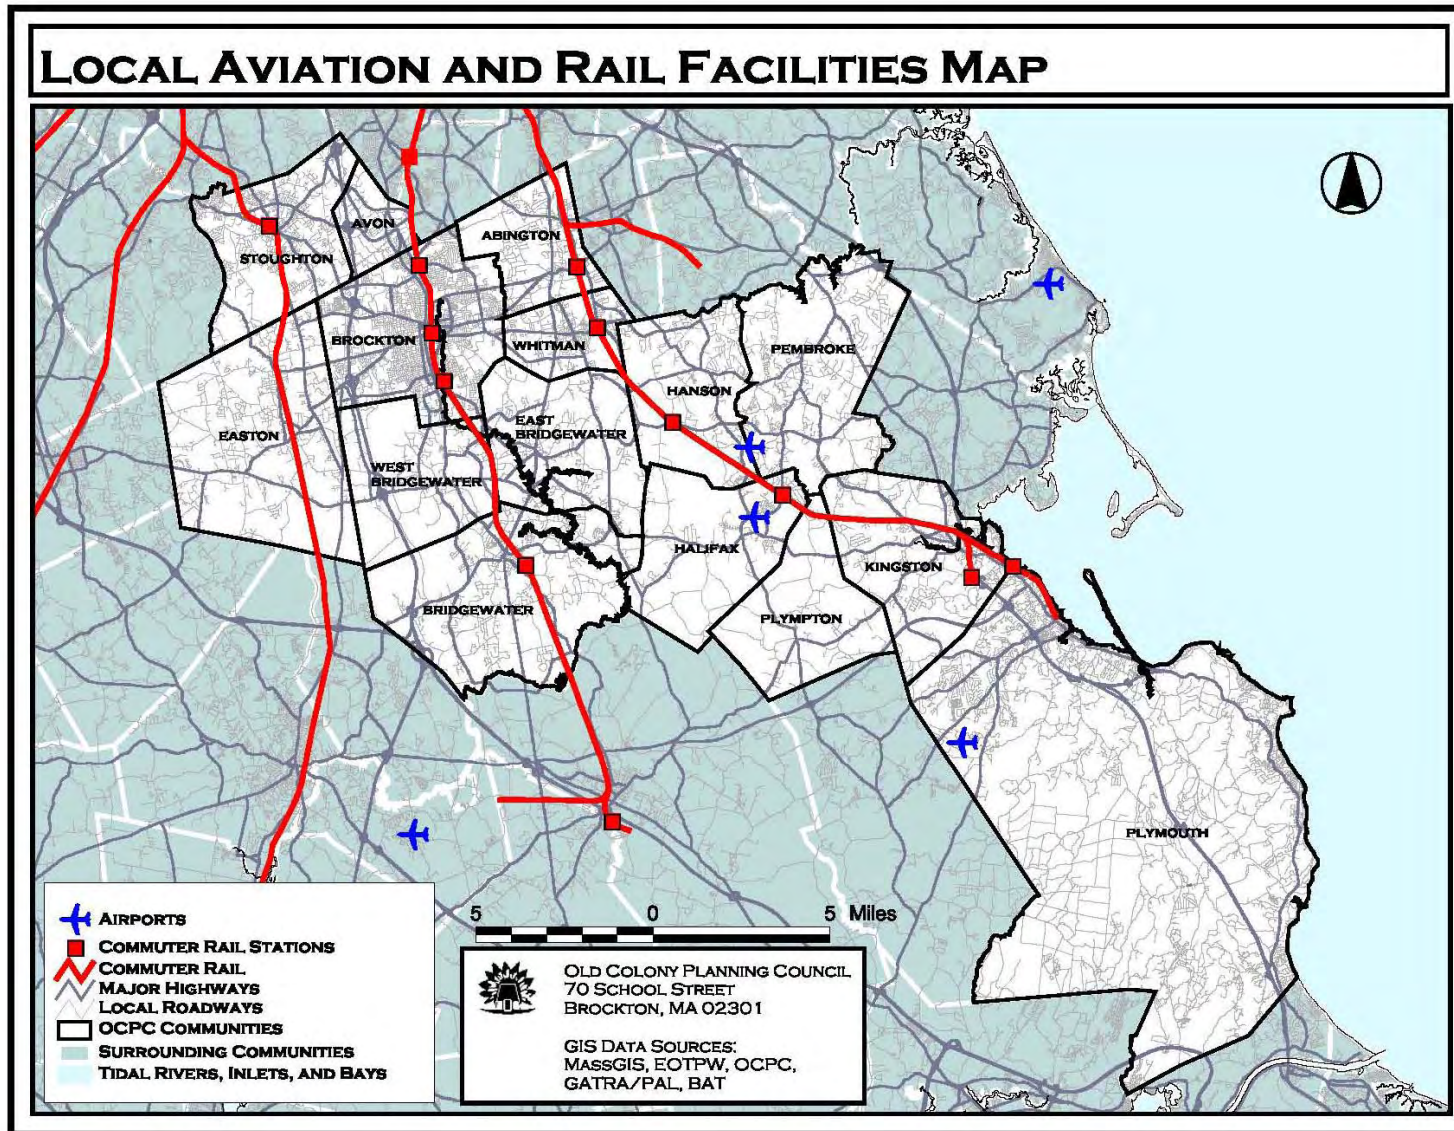 LOCAL AVIATION AND RAIL FACILITIES MAP
AVON
ABINGTON
STOUGHTON
BROCKTON
WHITMAN
PEMBROKE
HANSON
EASTON
EAST
BRIDGEWATER
WEST
BRIDGEWATER
HALIFAX
KINGSTON
BRIDGEWATER
PLYMPTON
PLYMOUTH
AIRPORTS
COMMUTER RAIL STATIONS
COMMUTER RAIL
MAJOR HIGHWAYS
LOCAL ROADWAYS
OCPC COMMUNITIES
SURROUNDING COMMUNITIES
TIDAL RIVERS, INLETS, AND BAYS
5 0 5 Miles
OLD COLONY PLANNING COUNCIL
70 SCHOOL STREET
BROCKTON, MA 02301
GIS DATA SOURCES:
MASSGIS, EOTPW, OCPC,
GATRA/PAL, BAT